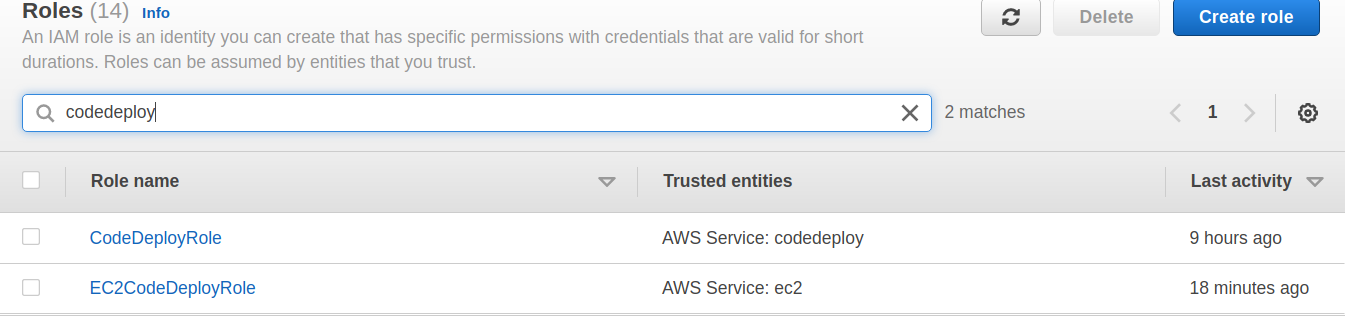 Roles (14) Info
Delete
Create role
An IAM role is an identity you can create that has specific permissions with credentials that are valid for short
durations. Roles can be assumed by entities that you trust.
codedeploy
2 matches
1
Role name Trusted entities Last activity
CodeDeployRole AWS Service: codedeploy 9 hours ago
EC2CodeDeployRole AWS Service: ec2 18 minutes ago